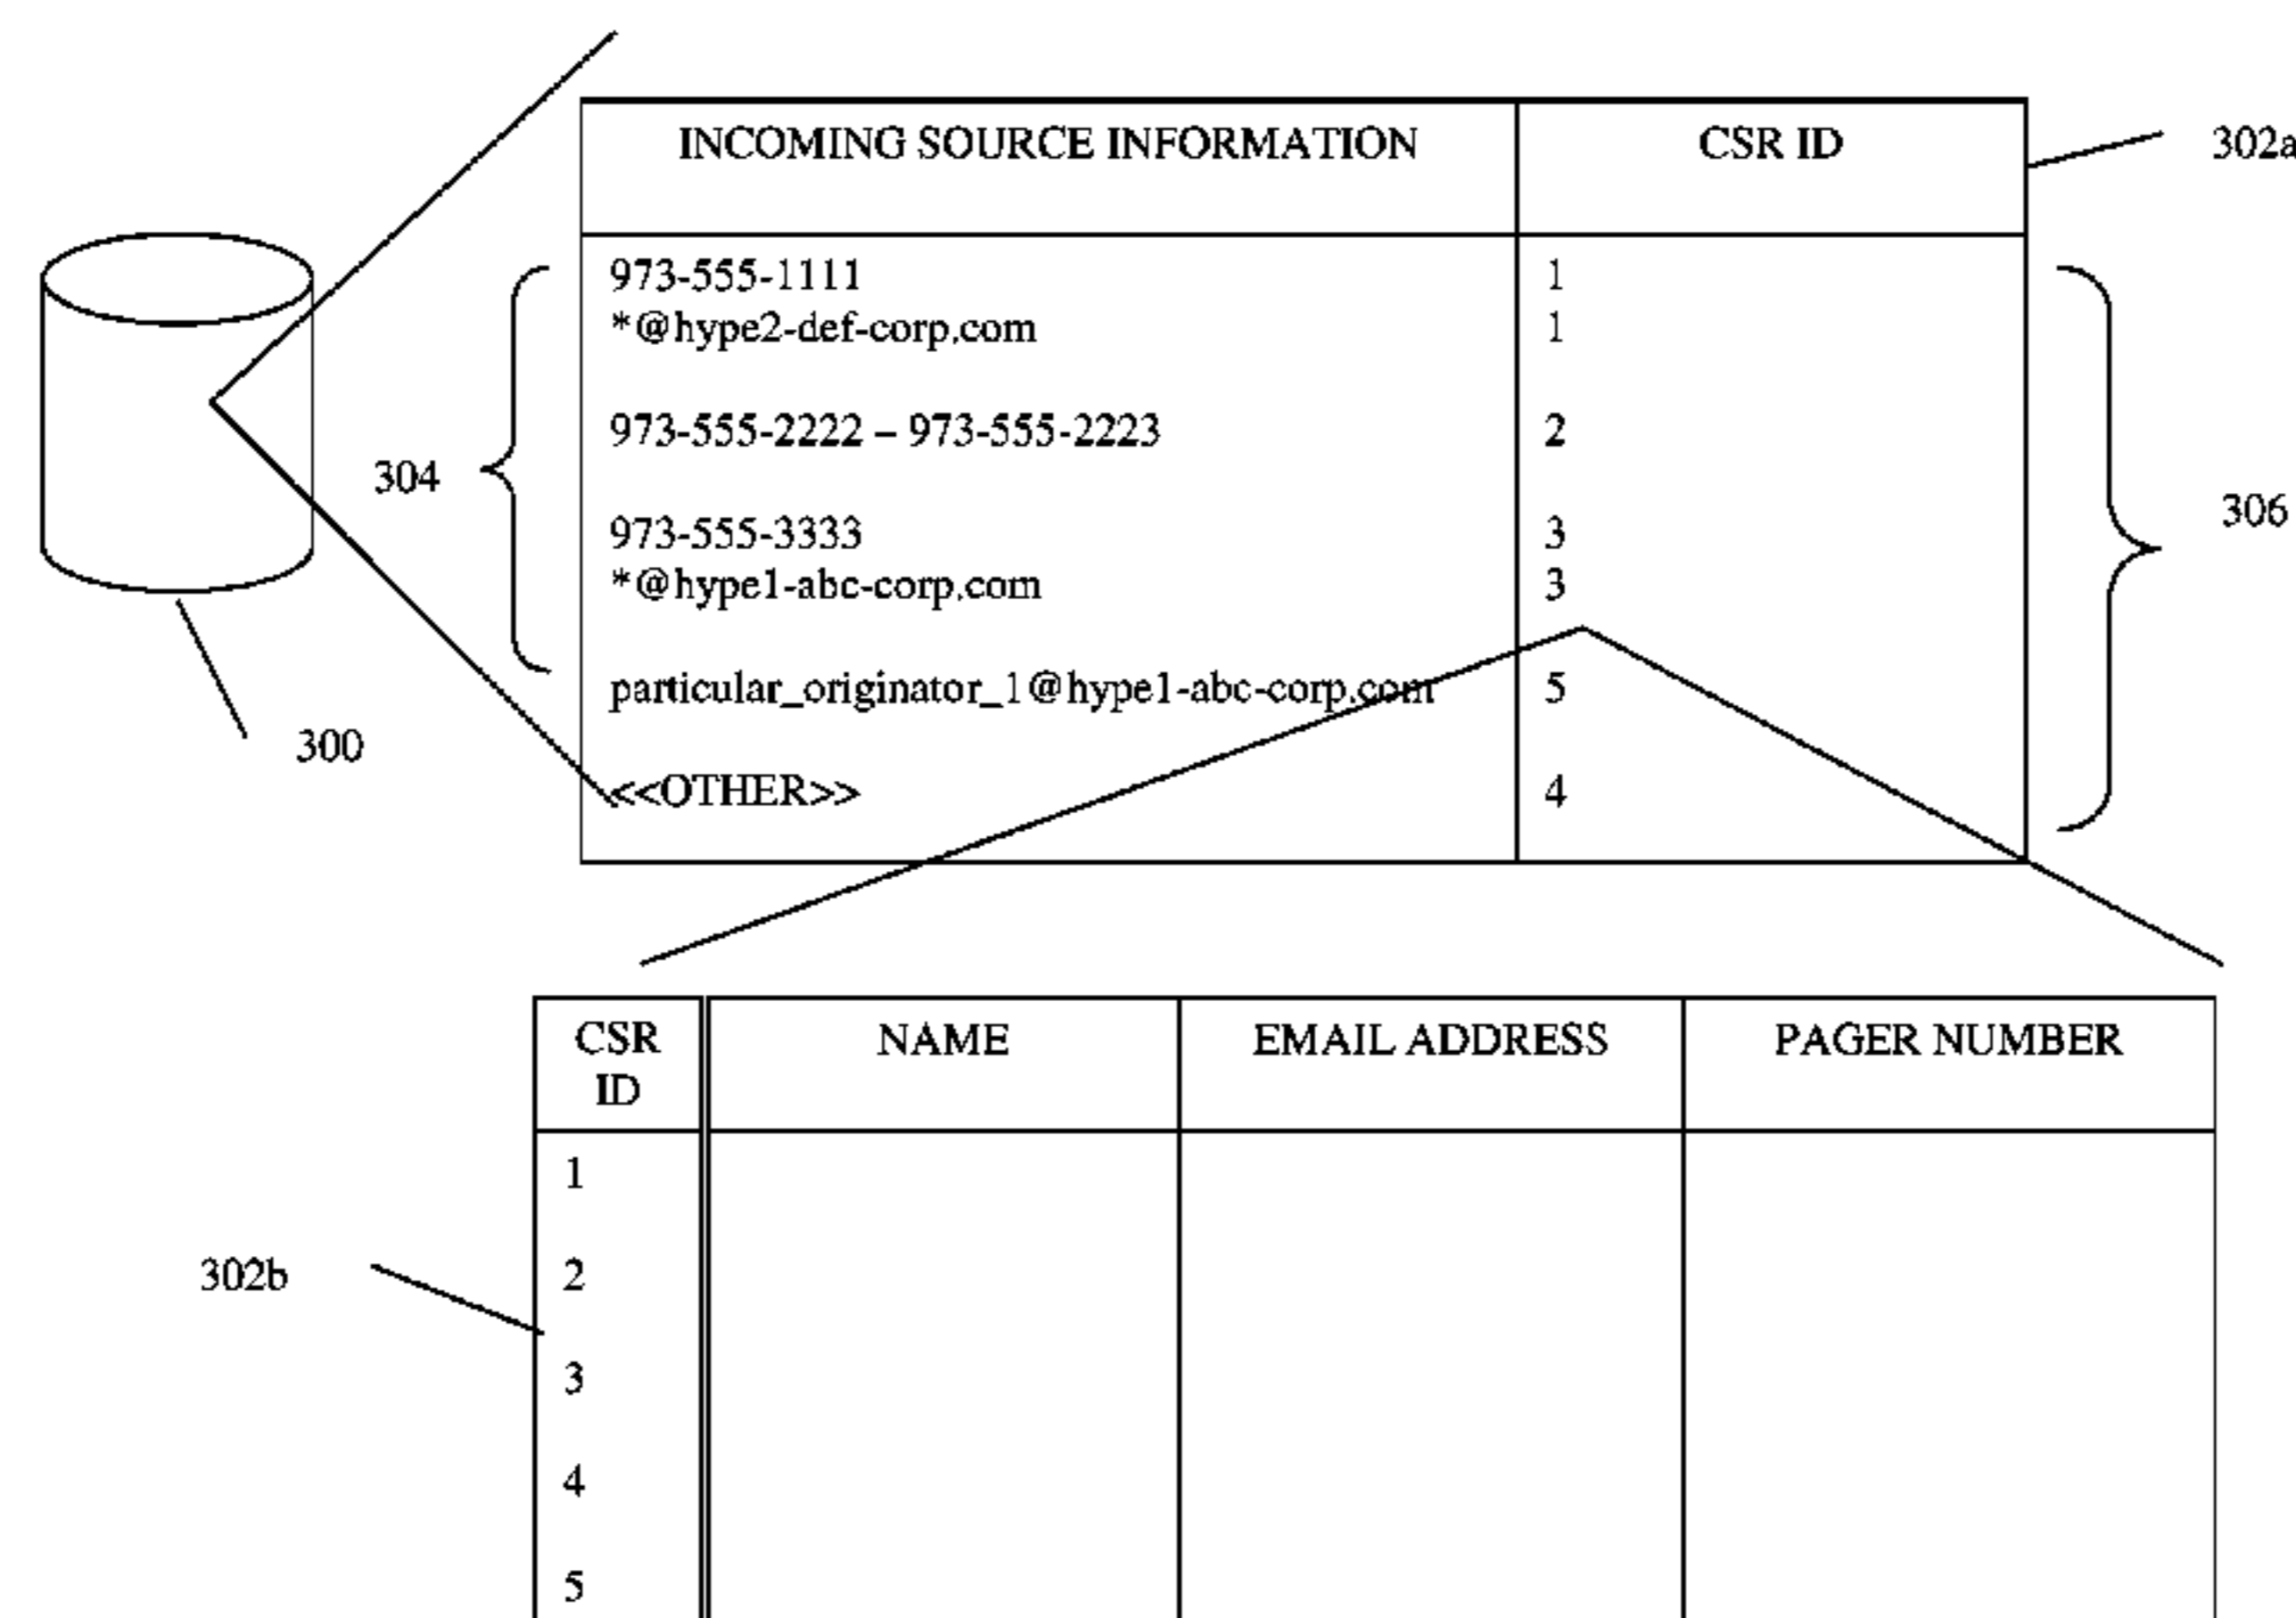 INCOMING SOURCE INFORMATION CSR ID
302a
973-555-1111 1
*@hype2-def-corp.com 1
973-555-2222 – 973-555-2223 2
304
306
973-555-3333 3
*@hype1-abc-corp.com 3
particular_originator_1@hype1-abc-corp.com 5
300
<<OTHER>> 4
CSR ID NAME EMAIL ADDRESS PAGER NUMBER
1
302b
2
3
4
5